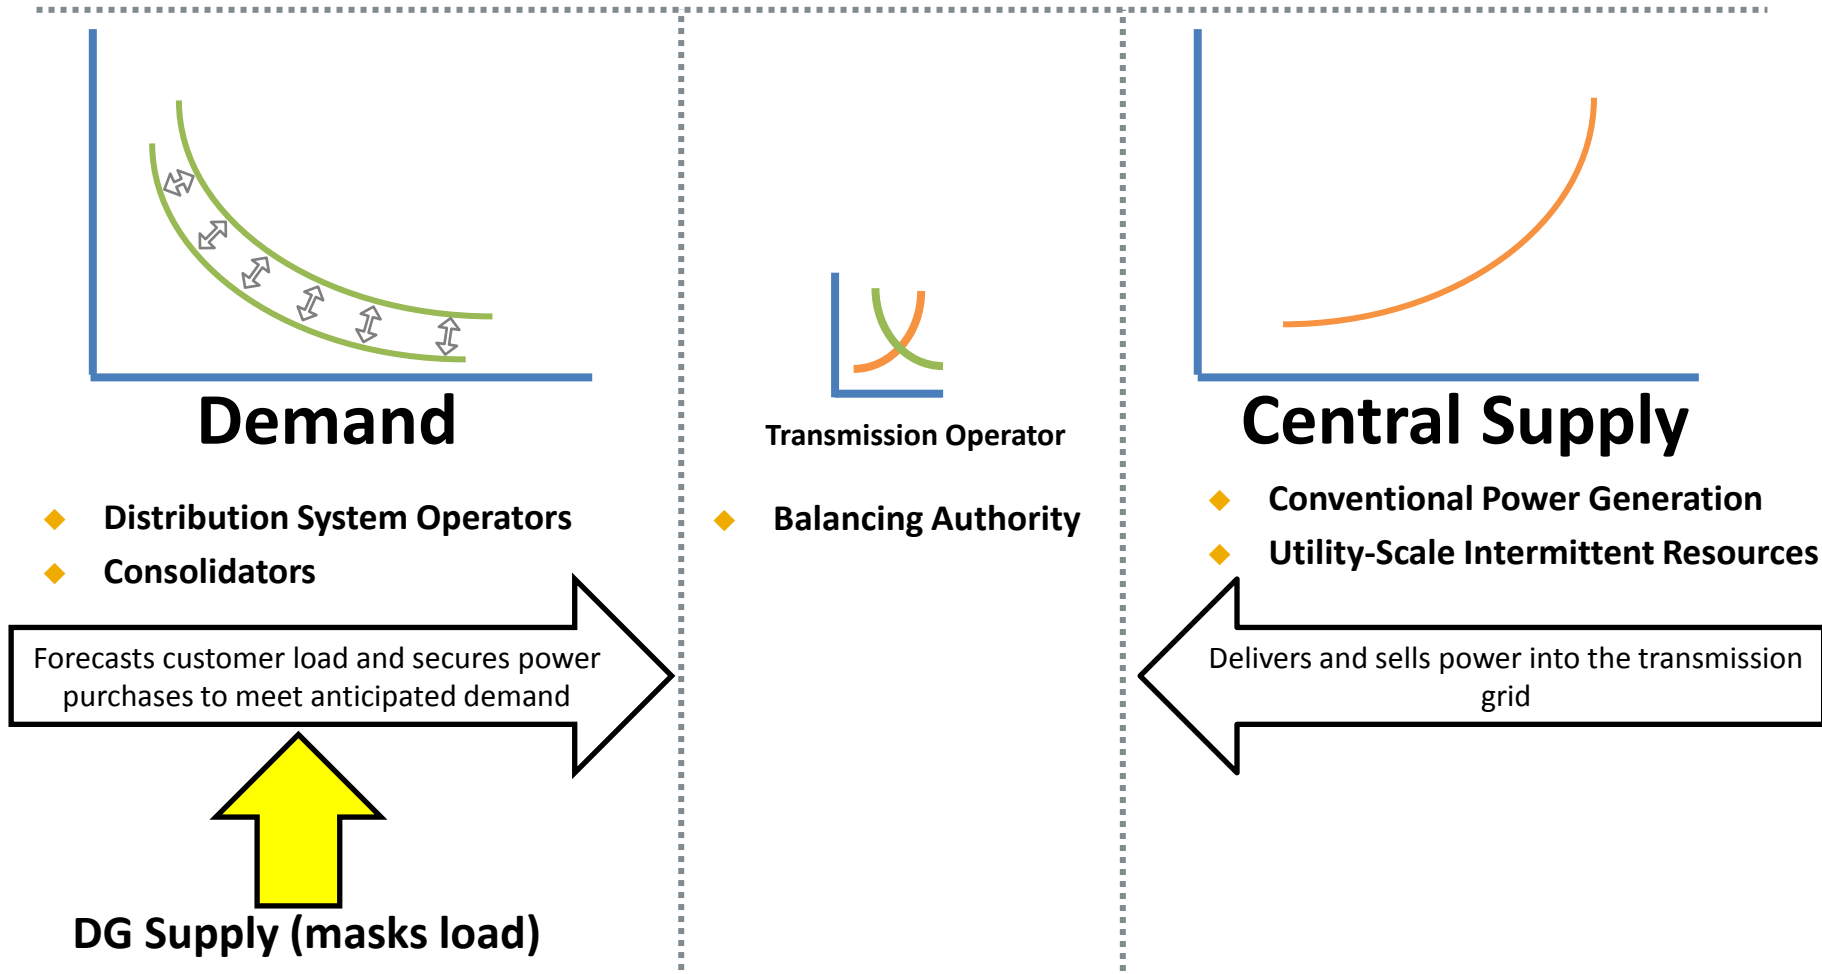 Demand
Distribution System Operators
Consolidators
Forecasts customer load and secures power
purchases to meet anticipated demand
DG Supply (masks load)
Transmission Operator
Balancing Authority
Central Supply
Conventional Power Generation
Utility-Scale Intermittent Resources
Delivers and sells power into the transmission
grid